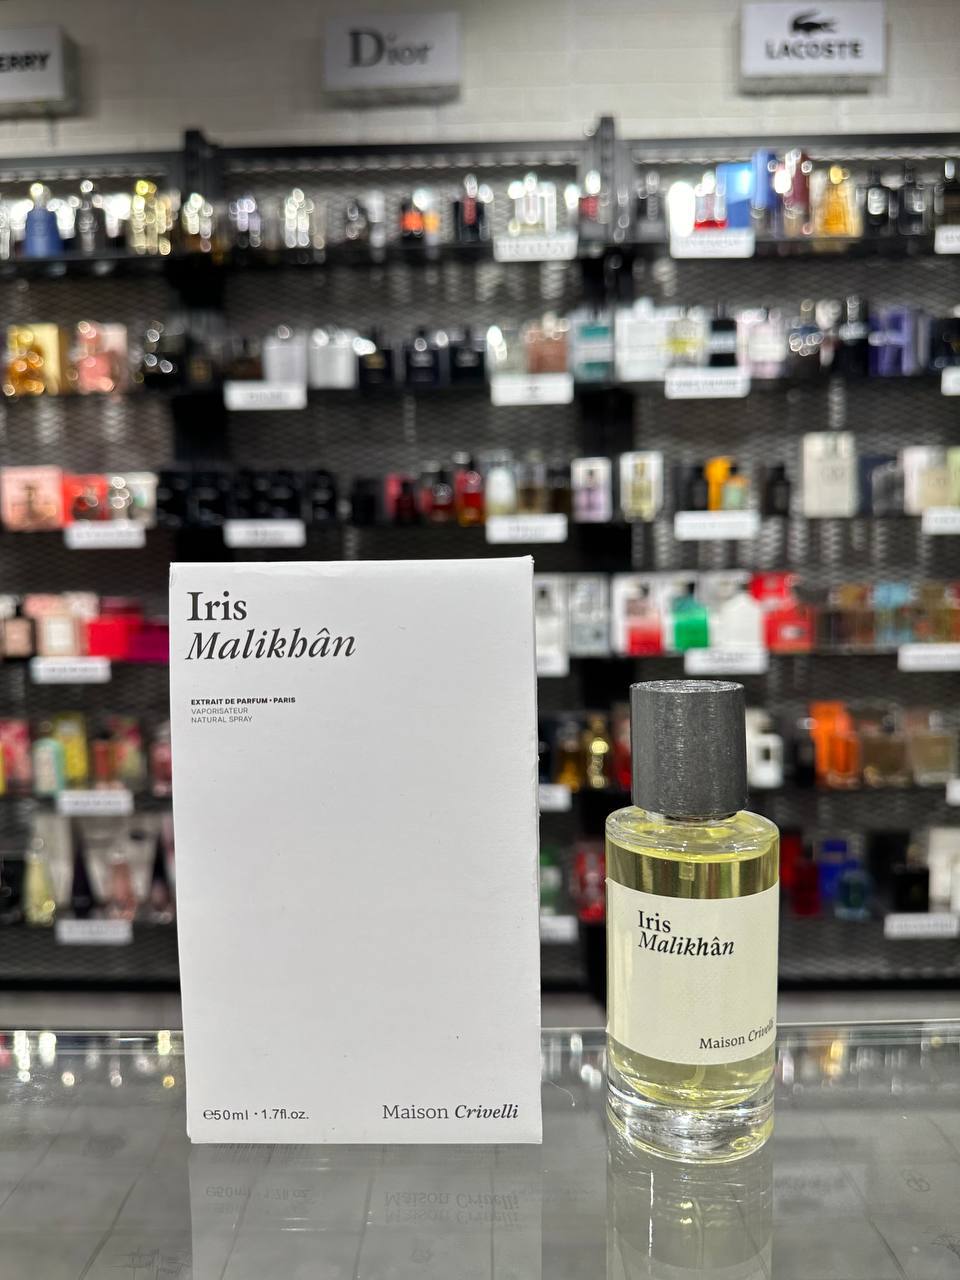 ERRY
Dior
LACOSTE
Iris
Malikhân
EXTRAIT DE PARFUM • PARIS
VAPORISATEUR
NATURAL SPRAY
℮50ml · 1.7fl.oz.
Maison Crivelli
Iris
Malikhân
Maison Crivelli